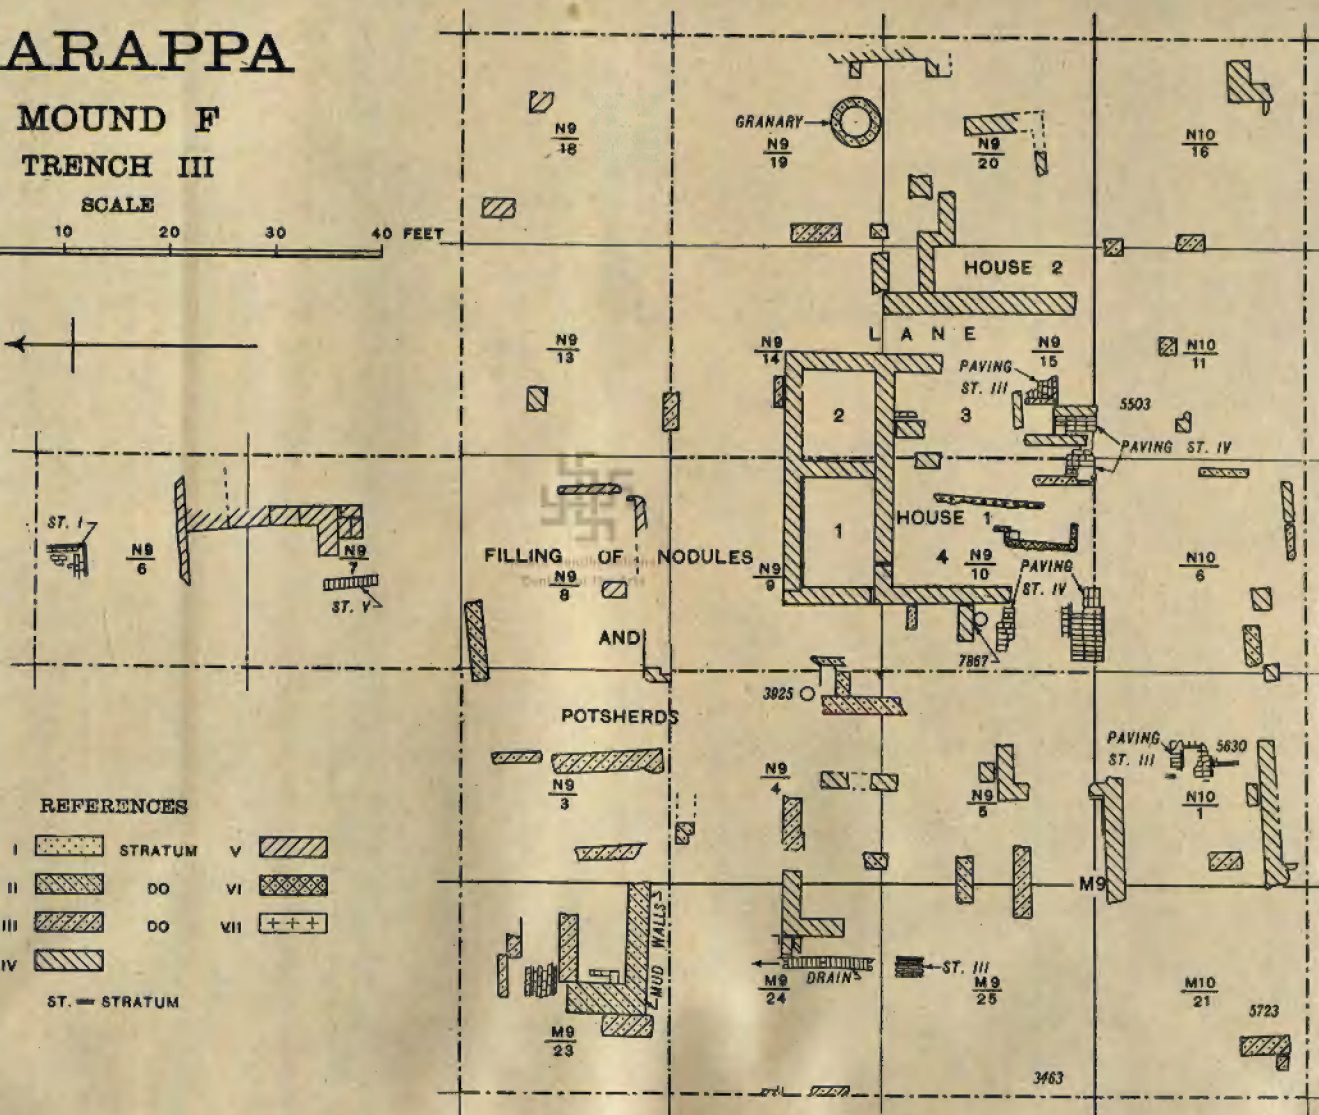 ARAPPA
MOUND F
TRENCH III
SCALE
10 20 30 40 FEET
N9
18
GRANARY
N9
19
N9
20
N10
16
HOUSE 2
LANE
N9
13
N9
14
N9
15
N10
11
PAVING
ST. III
2
3
5503
PAVING ST. IV
ST. I
N9
6
N9
7
ST. V
FILLING OF NODULES
N9
8
AND
POTSHERDS
N9
9
1
HOUSE 1
4
N9
10
PAVING
ST. IV
N10
6
7867
3925
PAVING
ST. III
5630
N9
3
N9
4
N9
5
N10
1
M9
REFERENCES
I STRATUM V
II DO VI
III DO VII
IV
ST. = STRATUM
MUD WALLS
M9
23
M9
24
DRAIN
ST. III
M9
25
M10
21
5723
3463